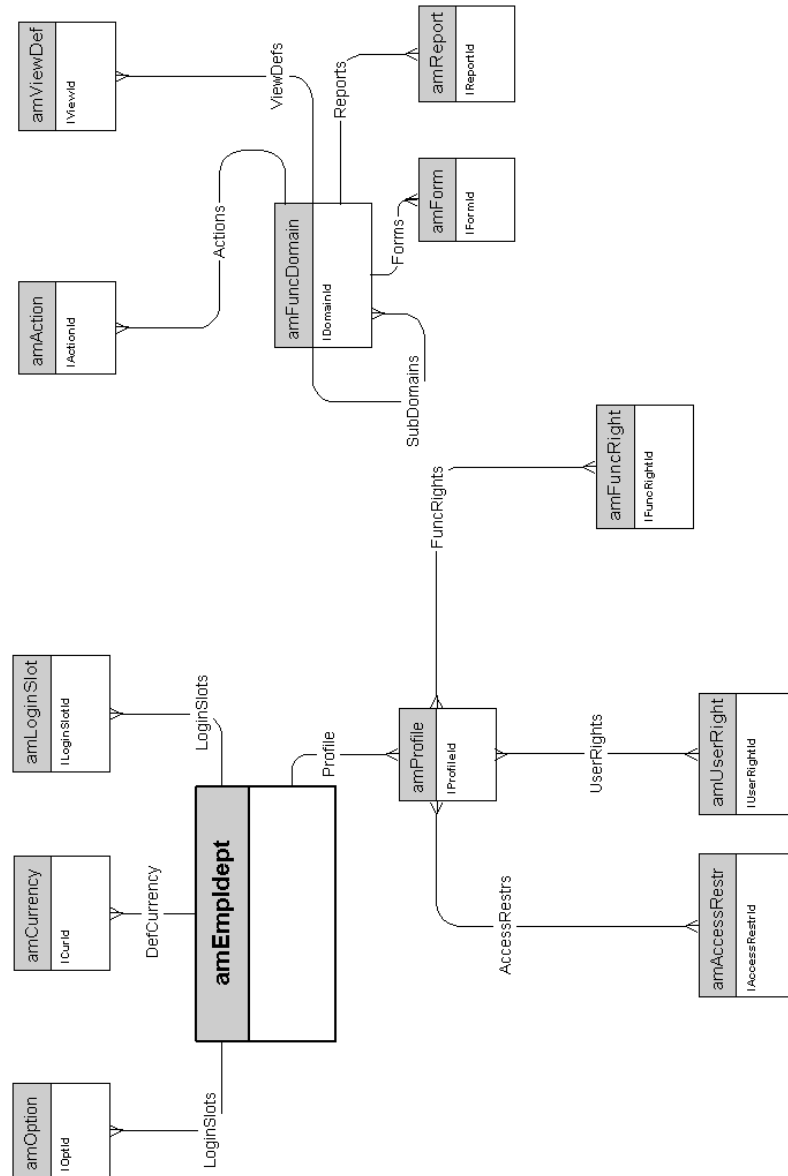 amViewDef
lViewId
ViewDefs
amReport
lReportId
Reports
amAction
lActionId
Actions
amForm
lFormId
Forms
amFuncDomain
lDomainId
SubDomains
amFuncRight
lFuncRightId
FuncRights
amLoginSlot
lLoginSlotId
LoginSlots
amProfile
lProfileId
Profile
amUserRight
lUserRightId
UserRights
amCurrency
lCurId
DefCurrency
amEmpldept
amAccessRestr
lAccessRestrId
AccessRestrs
amOption
lOptId
LoginSlots